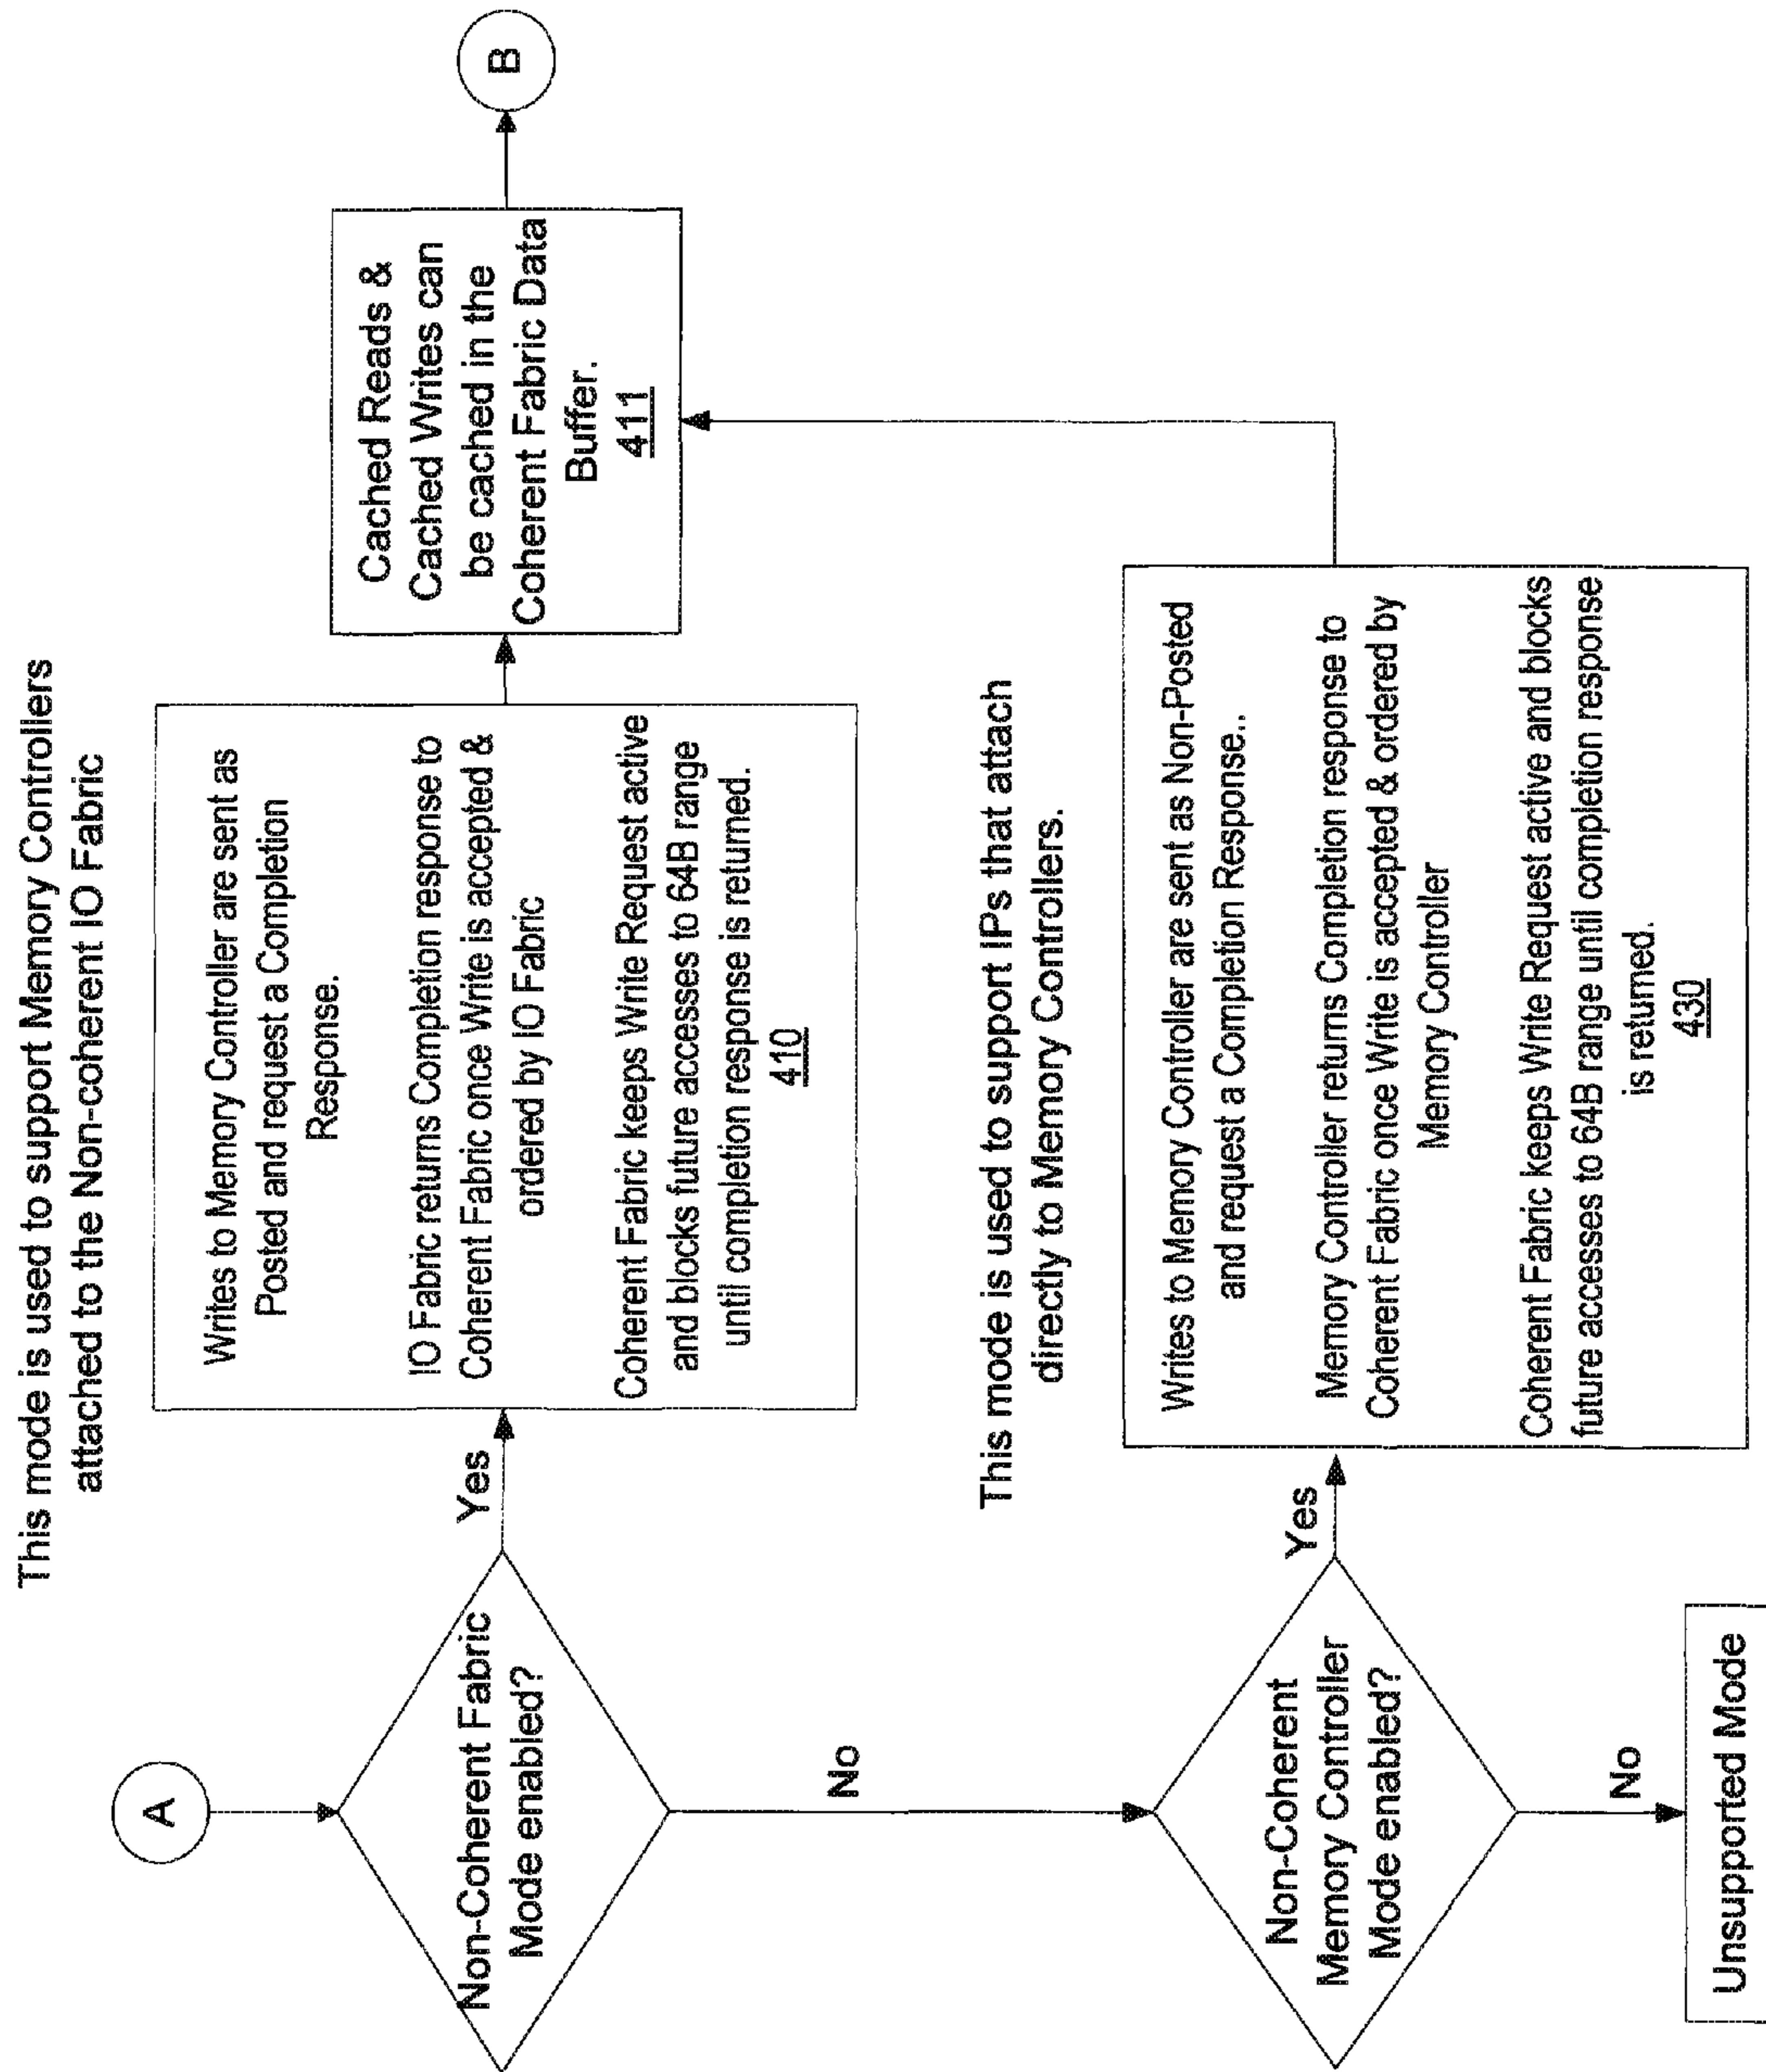 A
Non-Coherent Fabric
Mode enabled?
Yes
No
This mode is used to support Memory Controllers
attached to the Non-coherent IO Fabric
Writes to Memory Controller are sent as
Posted and request a Completion
Response.
IO Fabric returns Completion response to
Coherent Fabric once Write is accepted &
ordered by IO Fabric
Coherent Fabric keeps Write Request active
and blocks future accesses to 64B range
until completion response is returned.
410
Cached Reads &
Cached Writes can
be cached in the
Coherent Fabric Data
Buffer.
411
B
Non-Coherent
Memory Controller
Mode enabled?
Yes
No
This mode is used to support IPs that attach
directly to Memory Controllers.
Writes to Memory Controller are sent as Non-Posted
and request a Completion Response..
Memory Controller returns Completion response to
Coherent Fabric once Write is accepted & ordered by
Memory Controller
Coherent Fabric keeps Write Request active and blocks
future accesses to 64B range until completion response
is returned.
430
Unsupported Mode